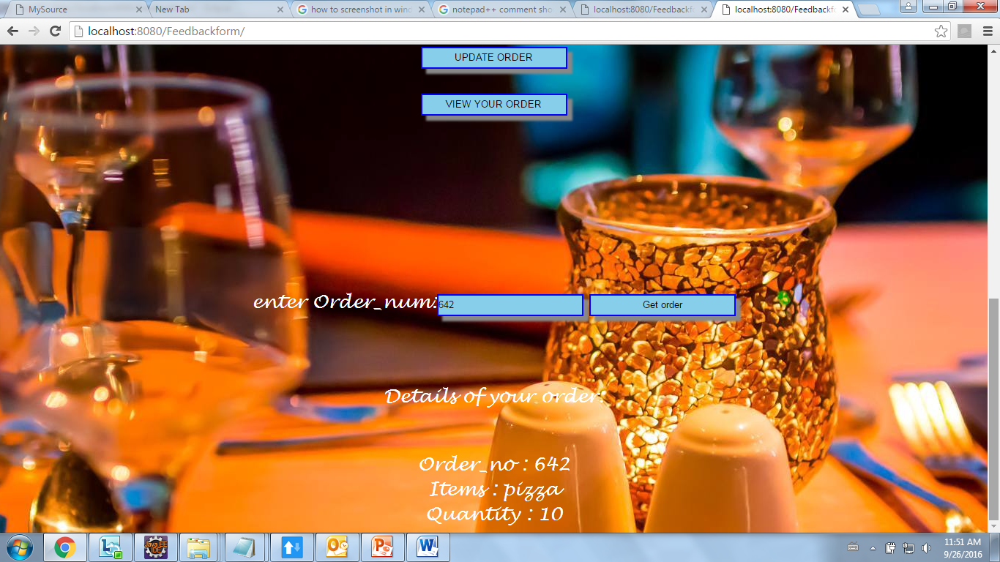 MySource
New Tab
how to screenshot in wind
notepad++ comment sho
localhost:8080/Feedbackf
localhost:8080/Feedbackfo
localhost:8080/Feedbackform/
UPDATE ORDER
VIEW YOUR ORDER
enter Order_num: 642 Get order
Details of your order:
Order_no : 642
Items : pizza
Quantity : 10
Java EE
IDE
11:51 AM
9/26/2016